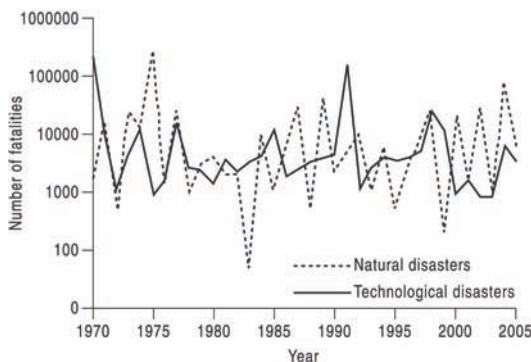 1000000
100000
10000
1000
100
0
Number of fatalities
Natural disasters
Technological disasters
1970 1975 1980 1985 1990 1995 2000 2005
Year